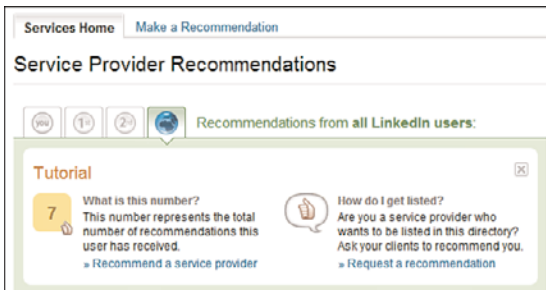 Services Home Make a Recommendation
Service Provider Recommendations
you 1st 2nd Recommendations from all LinkedIn users:
Tutorial
7
What is this number?
This number represents the total
number of recommendations this
user has received.
» Recommend a service provider
How do I get listed?
Are you a service provider who
wants to be listed in this directory?
Ask your clients to recommend you.
» Request a recommendation